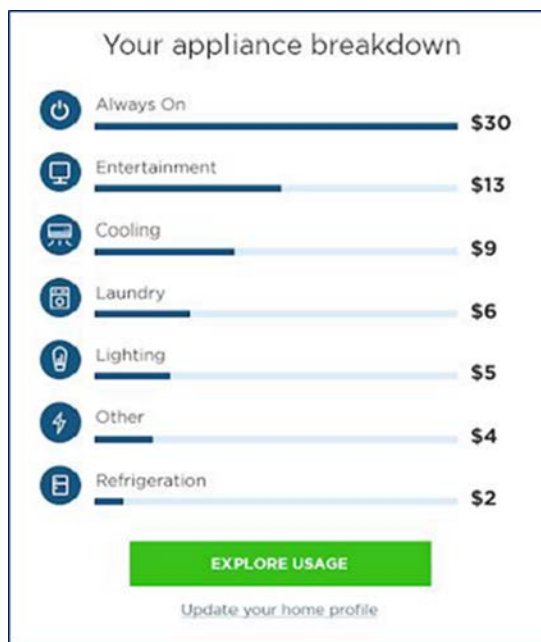 Your appliance breakdown
Always On
$30
Entertainment
$13
Cooling
$9
Laundry
$6
Lighting
$5
Other
$4
Refrigeration
$2
EXPLORE USAGE
Update your home profile